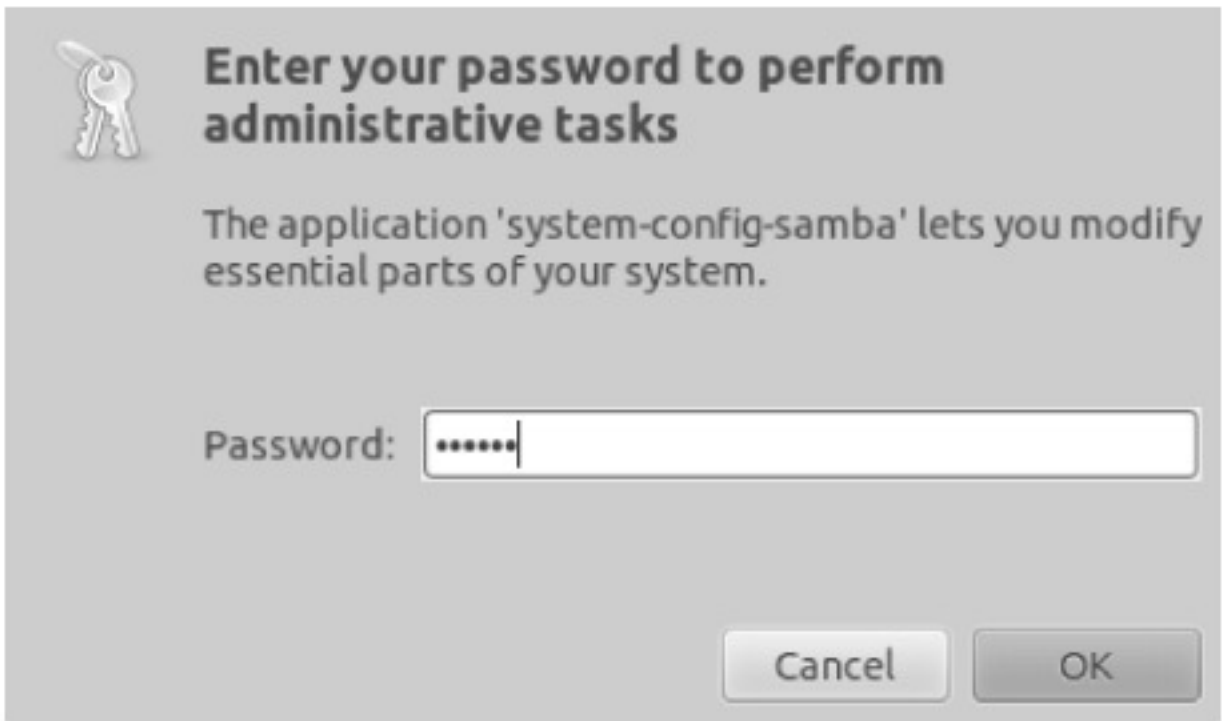 Enter your password to perform
administrative tasks
The application 'system-config-samba' lets you modify
essential parts of your system.
Password: ••••••
Cancel OK